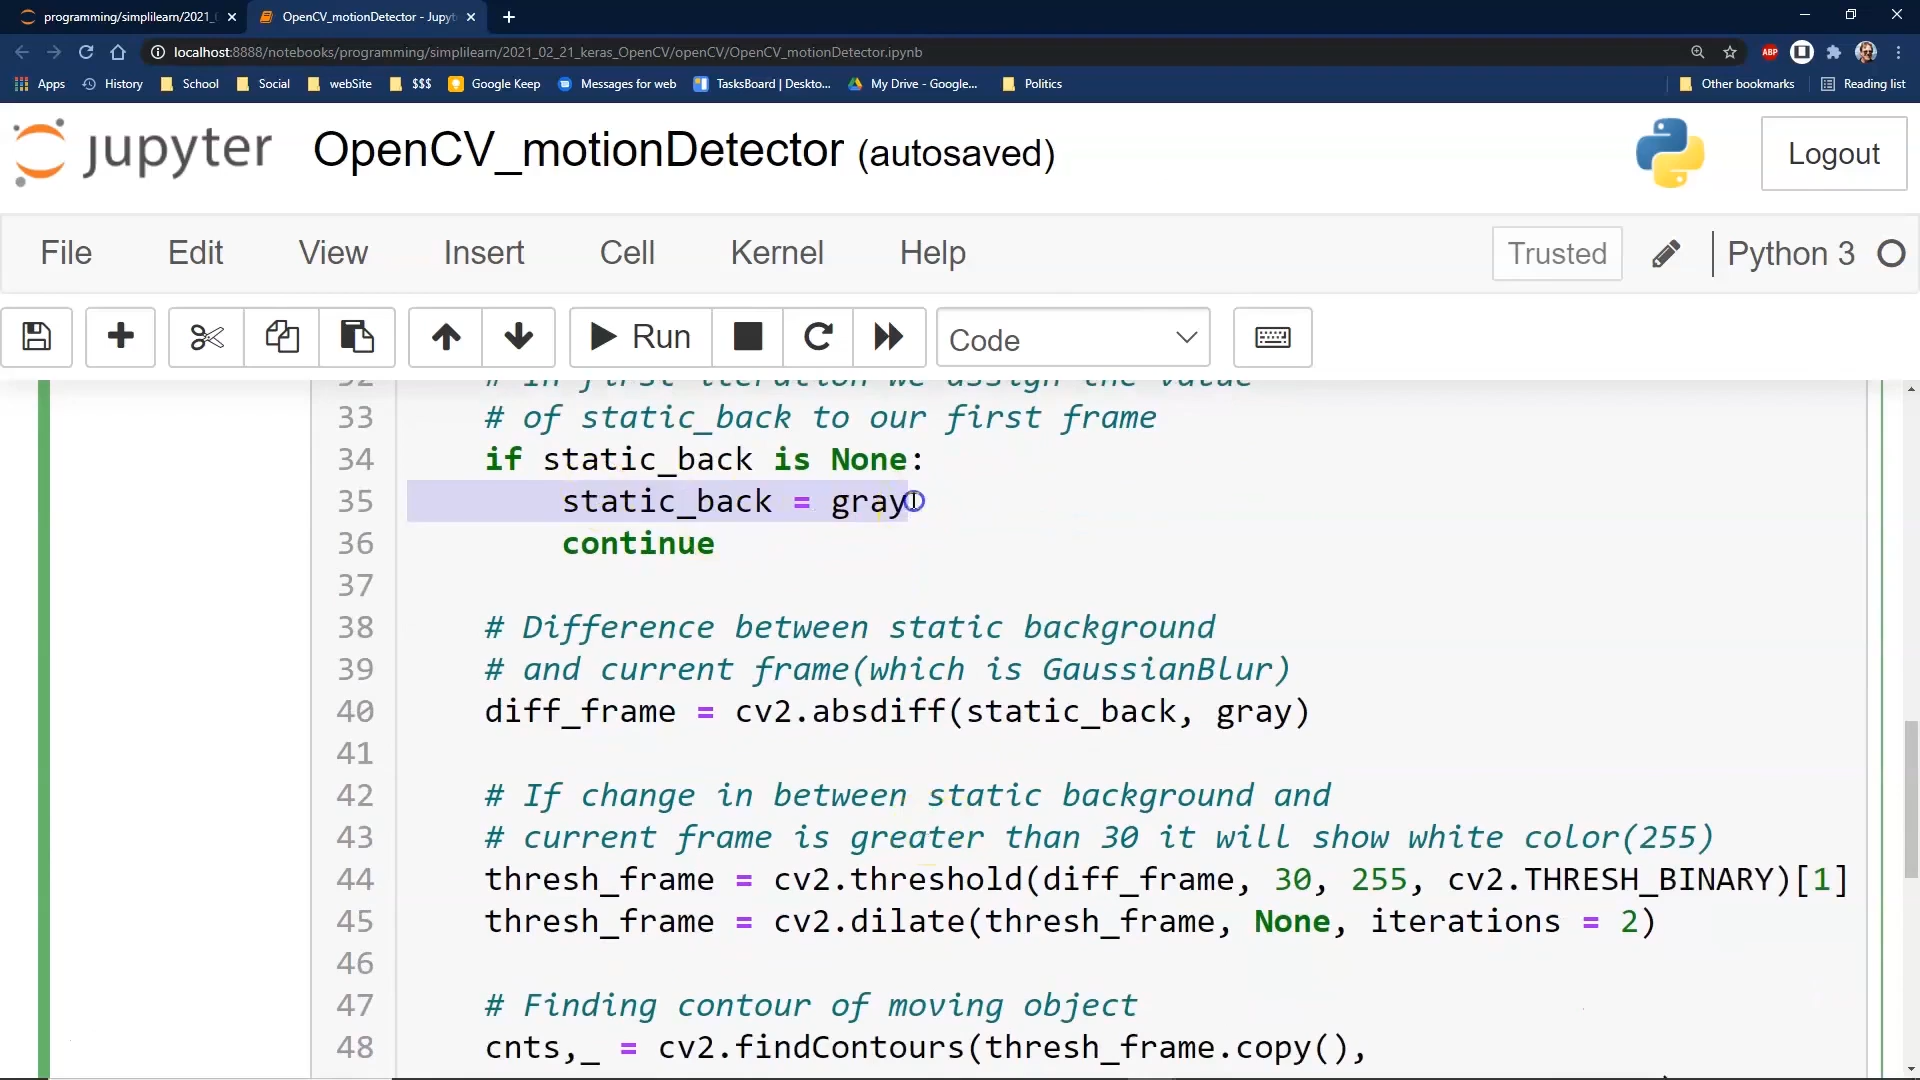 programming/simplilearn/2021_
OpenCV_motionDetector - Jupyt
localhost:8888/notebooks/programming/simplilearn/2021_02_21_keras_OpenCV/openCV/OpenCV_motionDetector.ipynb
ABP
Apps History School Social webSite $$$ Google Keep Messages for web TasksBoard | Deskto... My Drive - Google... Politics Other bookmarks Reading list
jupyter OpenCV_motionDetector (autosaved) Logout
File Edit View Insert Cell Kernel Help Trusted Python 3
Run Code
32 # In first iteration we assign the value
33 # of static_back to our first frame
34 if static_back is None:
35 static_back = gray
36 continue
37
38 # Difference between static background
39 # and current frame(which is GaussianBlur)
40 diff_frame = cv2.absdiff(static_back, gray)
41
42 # If change in between static background and
43 # current frame is greater than 30 it will show white color(255)
44 thresh_frame = cv2.threshold(diff_frame, 30, 255, cv2.THRESH_BINARY)[1]
45 thresh_frame = cv2.dilate(thresh_frame, None, iterations = 2)
46
47 # Finding contour of moving object
48 cnts,_ = cv2.findContours(thresh_frame.copy(),